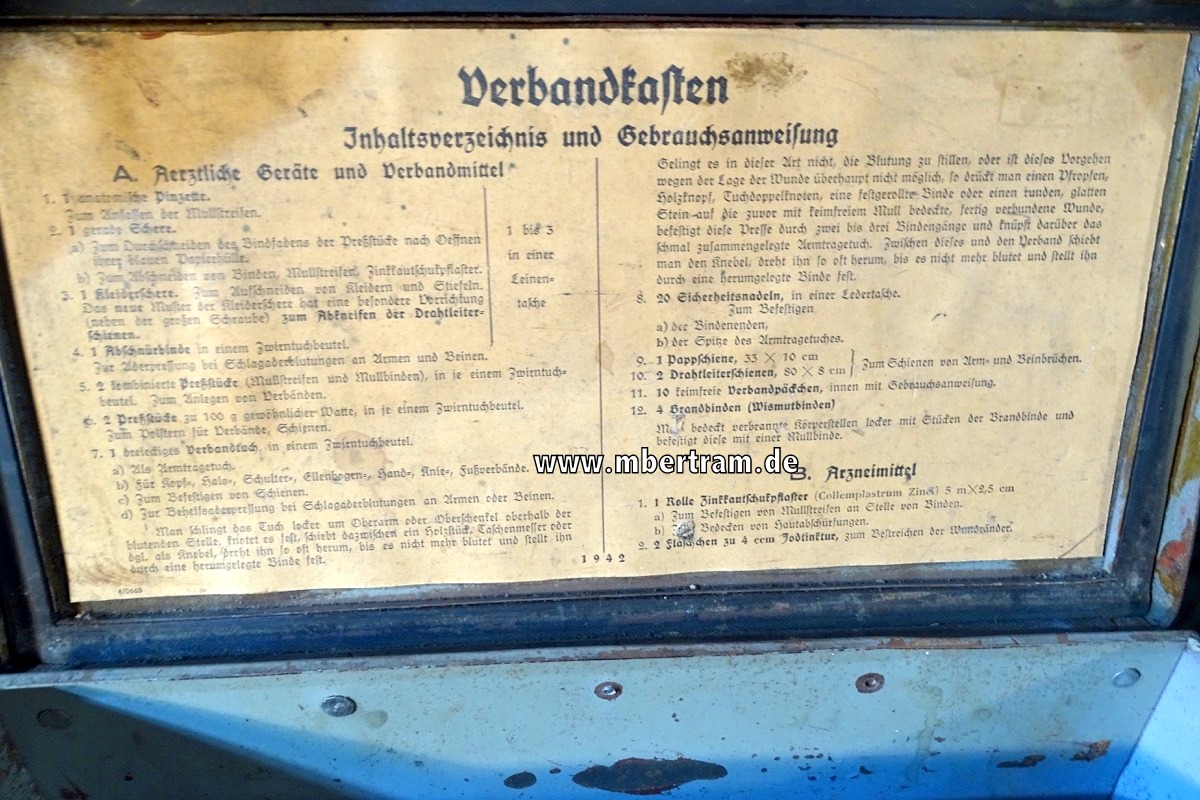 Verbandkasten
Inhaltsverzeichnis und Gebrauchsanweisung
A. Aerztliche Geräte und Verbandmittel
1. 1 anatomische Pinzette.
Zum Anfassen der Mullstreifen.
2. 1 gerade Schere.
a) Zum Durchschneiden des Bindfadens der Preßstücke nach Oeffnen
ihrer blauen Papierhülle.
b) Zum Abschneiden von Binden, Mullstreifen, Zinkkautschukpflaster.
3. 1 Kleiderschere. Zum Aufschneiden von Kleidern und Stiefeln.
Das neue Muster der Kleiderschere hat eine besondere Vorrichtung
(neben der großen Schraube) zum Abkneifen der Drahtleiter-
schienen.
1 bis 3
in einer
Leinen-
tasche
4. 1 Abschnürbinde in einem Zwirntuchbeutel.
Zur Aderpressung bei Schlagaderblutungen an Armen und Beinen.
5. 2 kombinierte Preßstücke (Mullstreifen und Mullbinden), in je einem Zwirntuch-
beutel. Zum Anlegen von Verbänden.
6. 2 Preßstücke zu 100 g gewöhnlicher Watte, in je einem Zwirntuchbeutel.
Zum Polstern für Verbände, Schienen.
7. 1 dreieckiges Verbandtuch, in einem Zwirntuchbeutel.
a) Als Armtragetuch.
b) Für Kopf-, Hals-, Schulter-, Ellenbogen-, Hand-, Knie-, Fußverbände.
c) Zum Befestigen von Schienen.
d) Zur Behelfsaderpressung bei Schlagaderblutungen an Armen oder Beinen.
Man schlingt das Tuch locker um Oberarm oder Oberschenkel oberhalb der
blutenden Stelle, knotet es fest, schiebt dazwischen ein Holzstück, Taschenmesser oder
dgl. als Knebel, dreht ihn so oft herum, bis es nicht mehr blutet und stellt ihn
durch eine herumgelegte Binde fest.
Gelingt es in dieser Art nicht, die Blutung zu stillen, oder ist dieses Vorgehen
wegen der Lage der Wunde überhaupt nicht möglich, so drückt man einen Pfropfen,
Holzknopf, Tuchdoppelknoten, eine festgerollte Binde oder einen runden, glatten
Stein auf die zuvor mit keimfreiem Mull bedeckte, fertig verbundene Wunde,
befestigt diese Presse durch zwei bis drei Bindengänge und knüpft darüber das
schmal zusammengelegte Armtragetuch. Zwischen dieses und den Verband schiebt
man den Knebel, dreht ihn so oft herum, bis es nicht mehr blutet und stellt ihn
durch eine herumgelegte Binde fest.
8. 20 Sicherheitsnadeln, in einer Ledertasche.
Zum Befestigen
a) der Bindenenden,
b) der Spitze des Armtragetuches.
9. 1 Pappschiene, 33 × 10 cm
10. 2 Drahtleiterschienen, 80 × 8 cm
Zum Schienen von Arm- und Beinbrüchen.
11. 10 keimfreie Verbandpäckchen, innen mit Gebrauchsanweisung.
12. 4 Brandbinden (Wismutbinden)
bedeckt verbrannte Körperstellen locker mit Stücken der Brandbinde und
befestigt diese mit einer Mullbinde.
B. Arzneimittel
1. 1 Rolle Zinkkautschukpflaster (Collemplastrum Zinci) 5 m×2,5 cm
a) Zum Befestigen von Mullstreifen an Stelle von Binden.
b) Bedecken von Hautabschürfungen.
2. 2 Fläschchen zu 4 ccm Jodtinktur, zum Bestreichen der Wundränder.
1942
www.mbertram.de